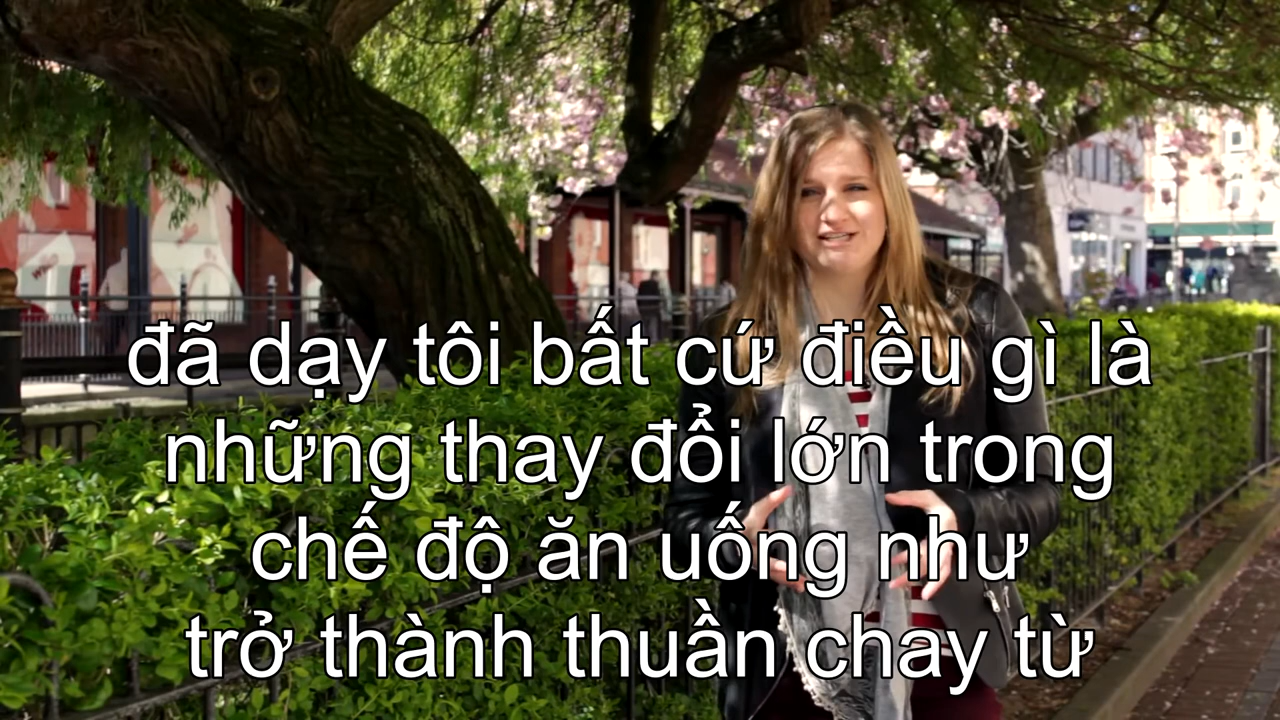 đã dạy tôi bất cứ điều gì là
những thay đổi lớn trong
chế độ ăn uống như
trở thành thuần chay từ